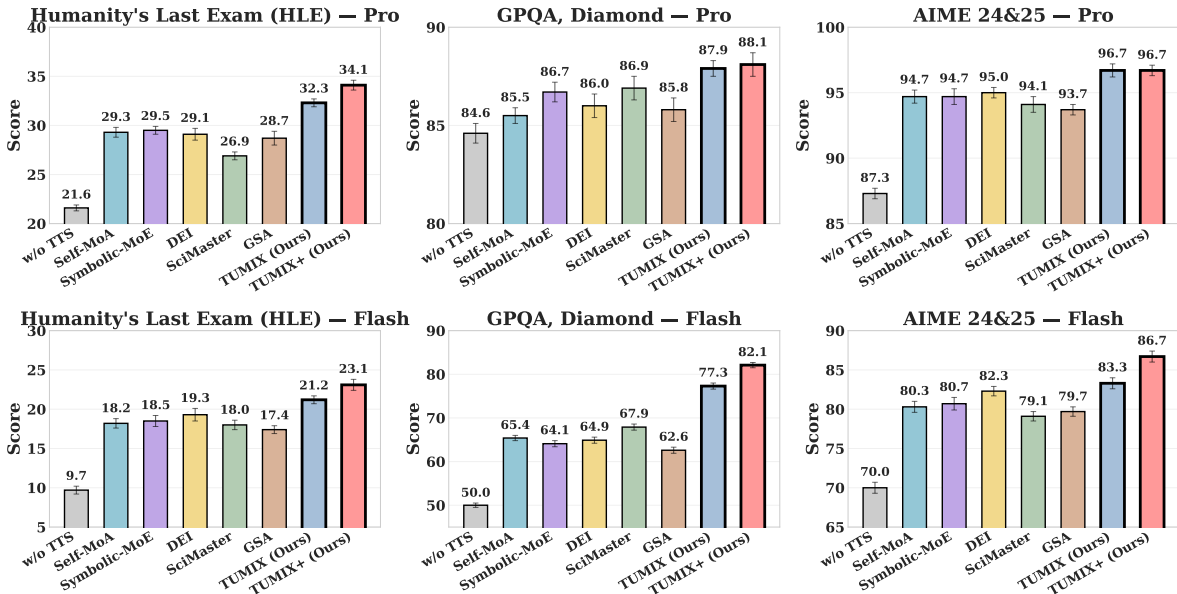 Humanity's Last Exam (HLE) — Pro
Score
40
35
30
25
20
21.6
29.3
29.5
29.1
26.9
28.7
32.3
34.1
w/o TTS
Self-MoA
Symbolic-MoE
DEI
SciMaster
GSA
TUMIX (Ours)
TUMIX+ (Ours)
GPQA, Diamond — Pro
Score
90
85
80
84.6
85.5
86.7
86.0
86.9
85.8
87.9
88.1
w/o TTS
Self-MoA
Symbolic-MoE
DEI
SciMaster
GSA
TUMIX (Ours)
TUMIX+ (Ours)
AIME 24&25 — Pro
Score
100
95
90
85
87.3
94.7
94.7
95.0
94.1
93.7
96.7
96.7
w/o TTS
Self-MoA
Symbolic-MoE
DEI
SciMaster
GSA
TUMIX (Ours)
TUMIX+ (Ours)
Humanity's Last Exam (HLE) — Flash
Score
30
25
20
15
10
5
9.7
18.2
18.5
19.3
18.0
17.4
21.2
23.1
w/o TTS
Self-MoA
Symbolic-MoE
DEI
SciMaster
GSA
TUMIX (Ours)
TUMIX+ (Ours)
GPQA, Diamond — Flash
Score
90
80
70
60
50
50.0
65.4
64.1
64.9
67.9
62.6
77.3
82.1
w/o TTS
Self-MoA
Symbolic-MoE
DEI
SciMaster
GSA
TUMIX (Ours)
TUMIX+ (Ours)
AIME 24&25 — Flash
Score
90
85
80
75
70
65
70.0
80.3
80.7
82.3
79.1
79.7
83.3
86.7
w/o TTS
Self-MoA
Symbolic-MoE
DEI
SciMaster
GSA
TUMIX (Ours)
TUMIX+ (Ours)